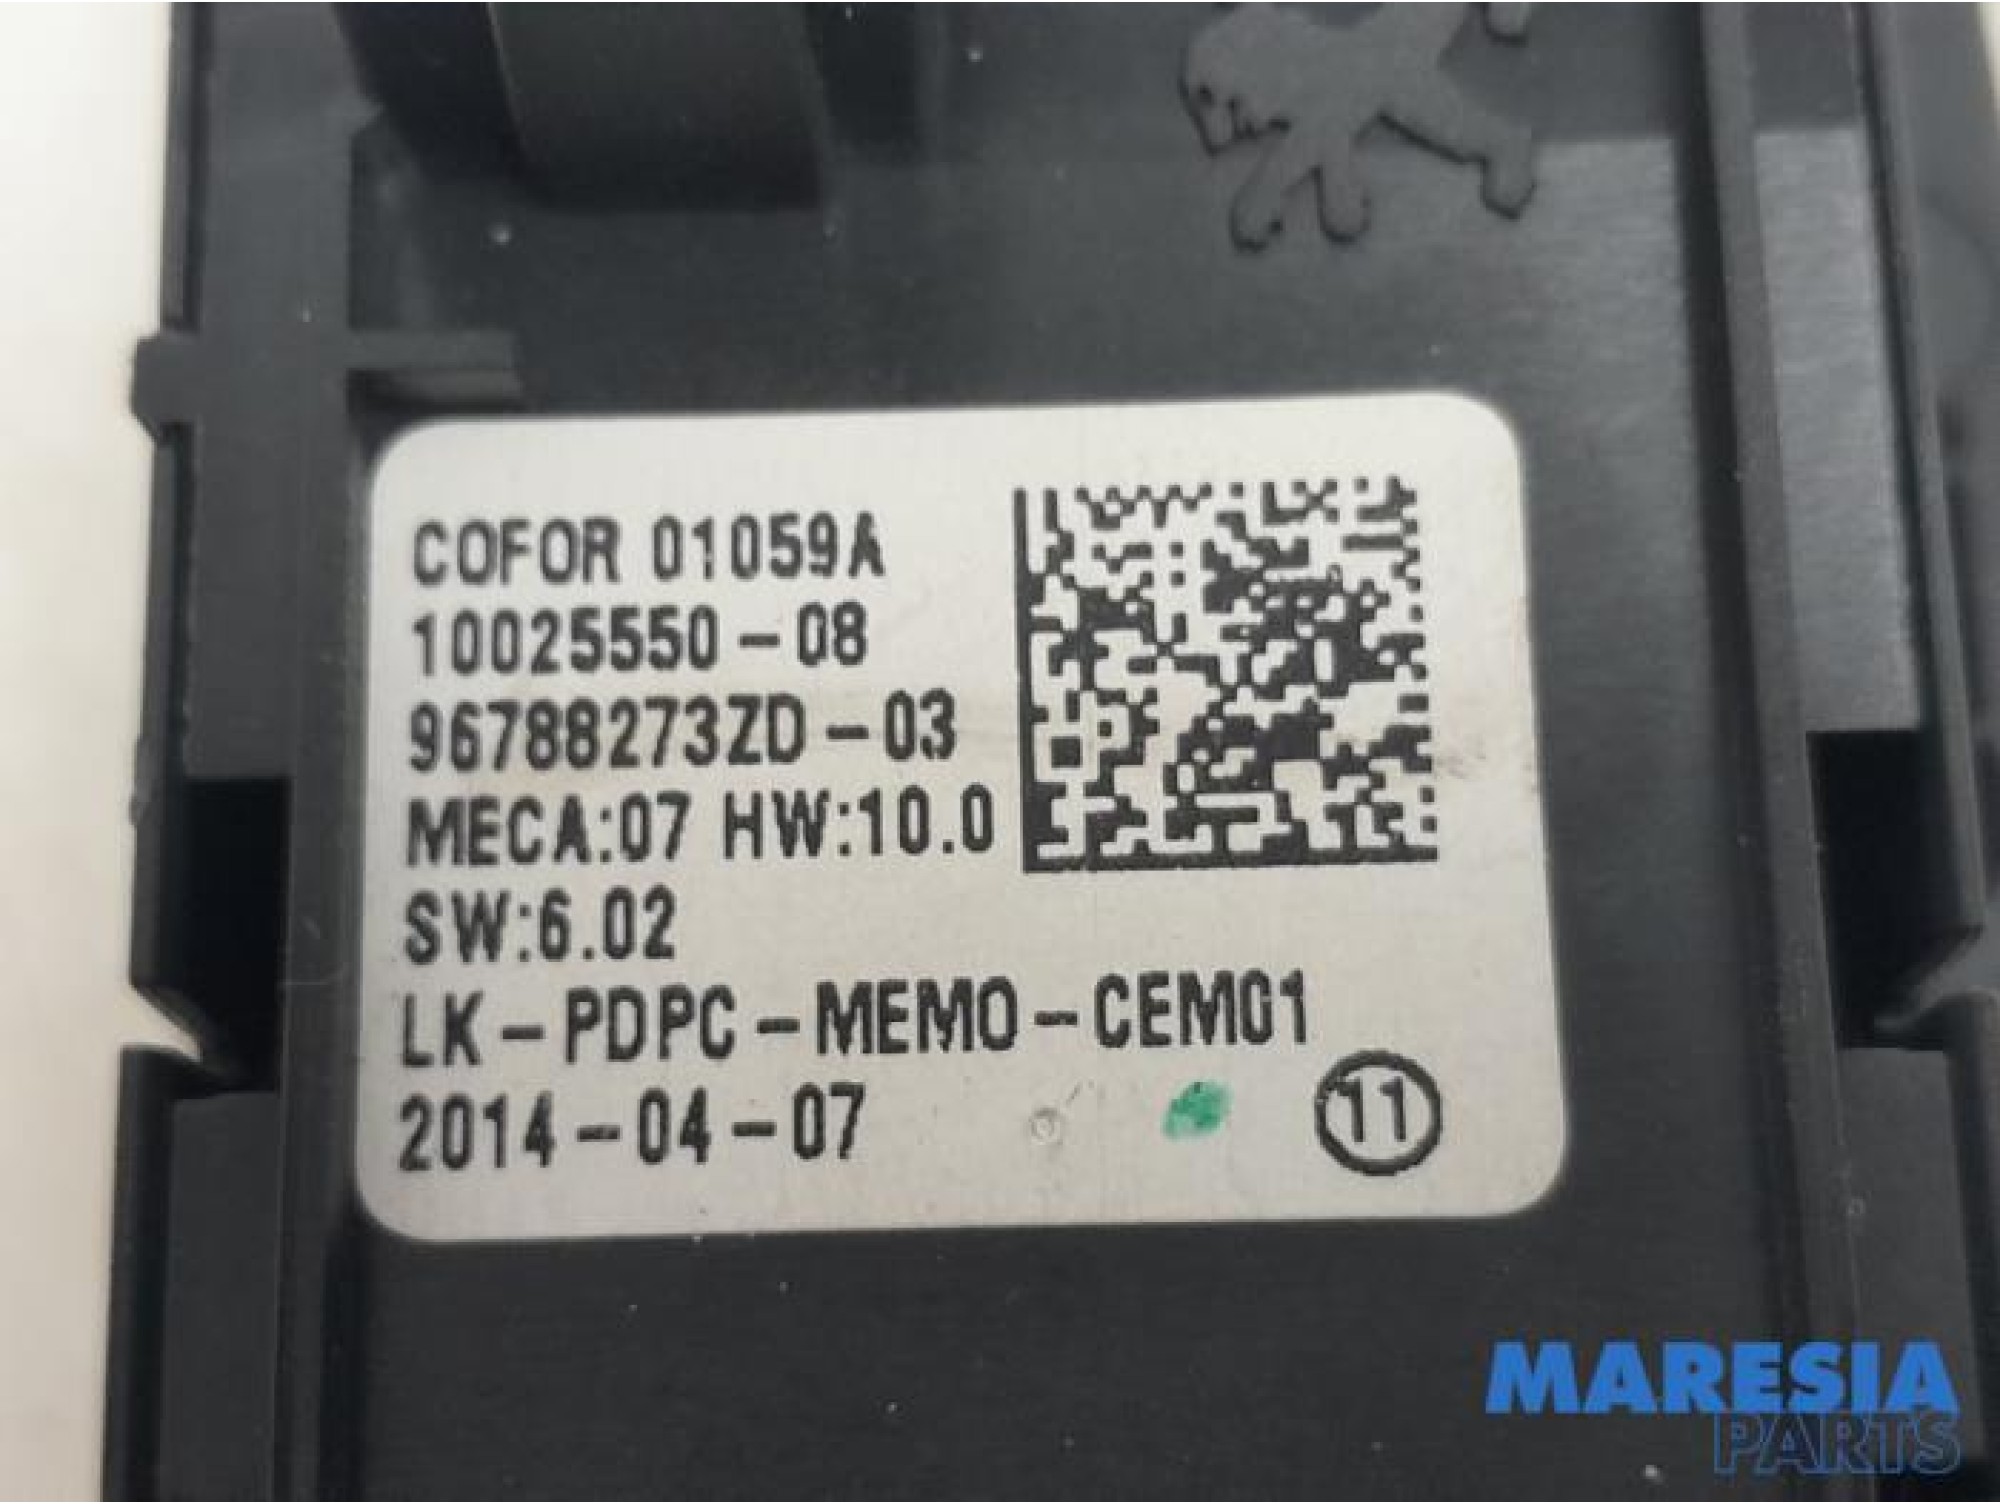 COFOR 01059A
10025550-08
96788273ZD-03
MECA:07 HW:10.0
SW:6.02
LK-PDPC-MEMO-CEM01
2014-04-07
11
MARESIA
PARTS